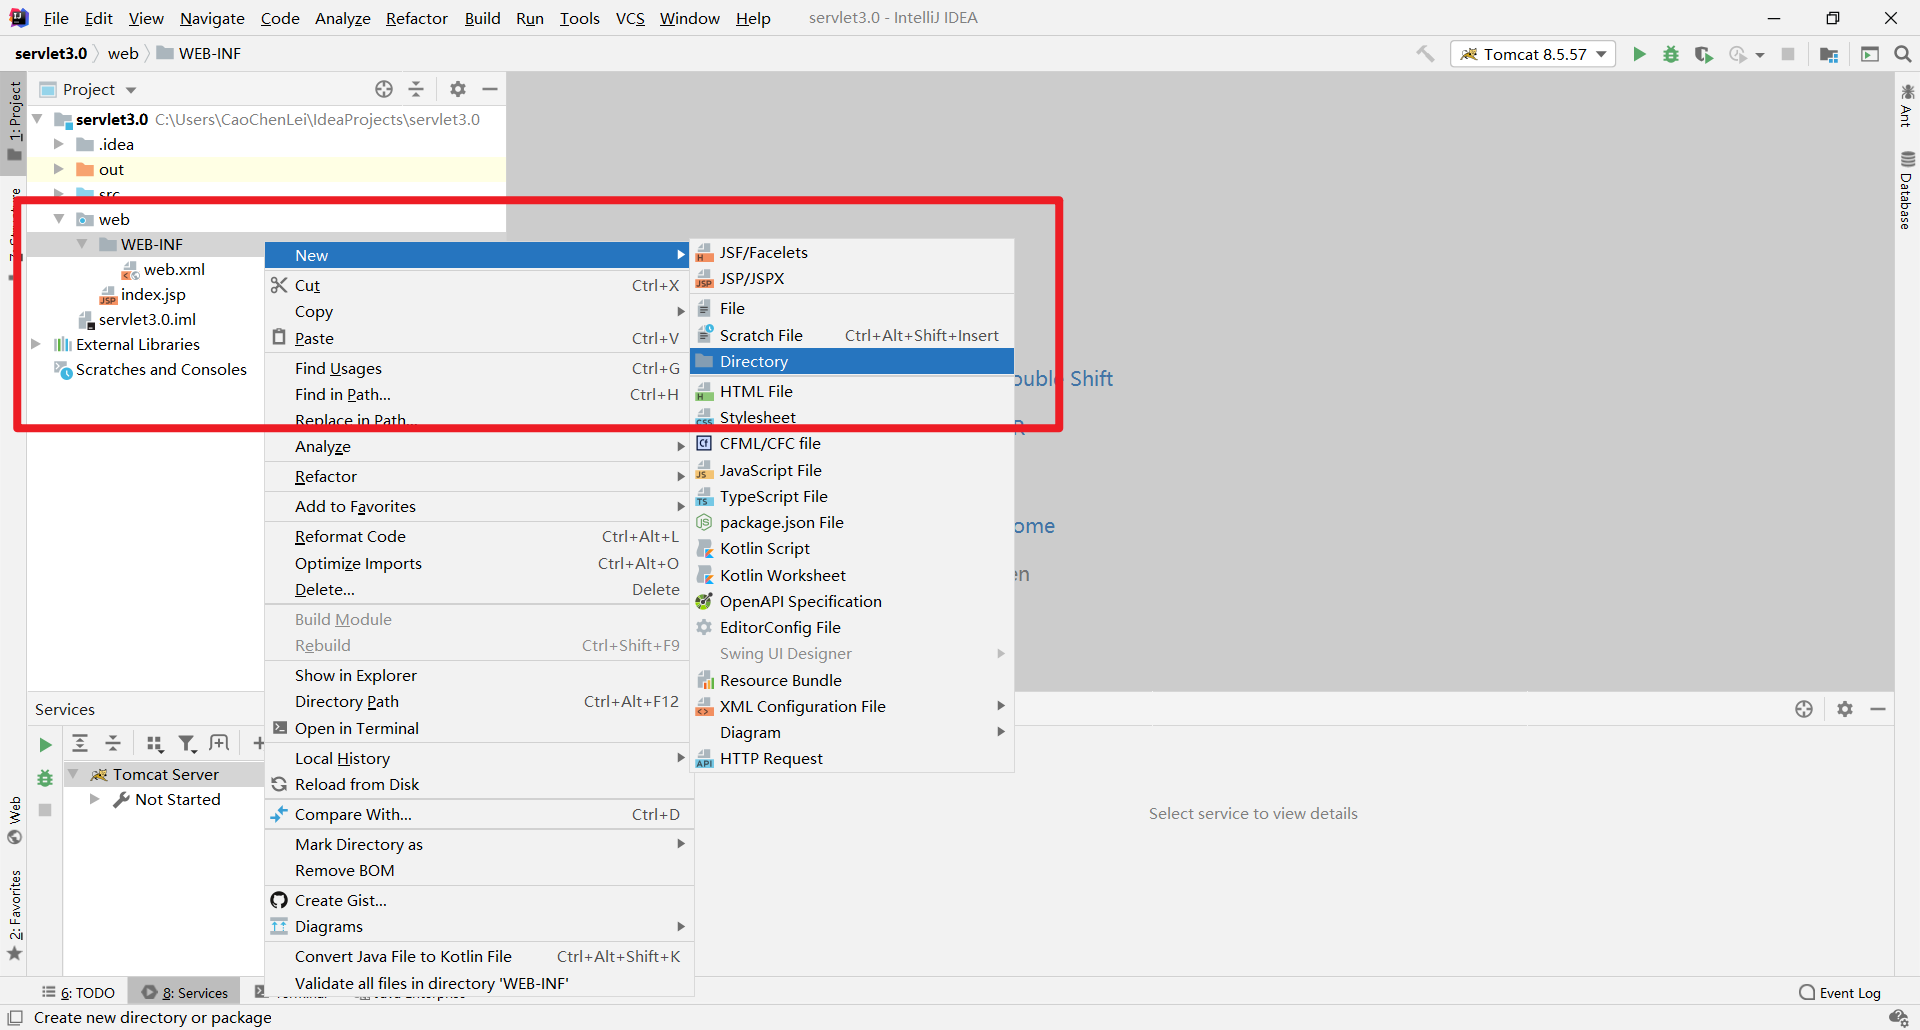 File Edit View Navigate Code Analyze Refactor Build Run Tools VCS Window Help servlet3.0 - IntelliJ IDEA
servlet3.0 web WEB-INF
Tomcat 8.5.57
1: Project
Project
servlet3.0 C:\Users\CaoChenLei\IdeaProjects\servlet3.0
.idea
out
src
web
WEB-INF
web.xml
index.jsp
servlet3.0.iml
External Libraries
Scratches and Consoles
New
Cut Ctrl+X
Copy
Paste Ctrl+V
Find Usages Ctrl+G
Find in Path... Ctrl+H
Replace in Path...
Analyze
Refactor
Add to Favorites
Reformat Code Ctrl+Alt+L
Optimize Imports Ctrl+Alt+O
Delete... Delete
Build Module
Rebuild Ctrl+Shift+F9
Show in Explorer
Directory Path Ctrl+Alt+F12
Open in Terminal
Local History
Reload from Disk
Compare With... Ctrl+D
Mark Directory as
Remove BOM
Create Gist...
Diagrams
Convert Java File to Kotlin File Ctrl+Alt+Shift+K
Validate all files in directory 'WEB-INF'
JSF/Facelets
JSP/JSPX
File
Scratch File Ctrl+Alt+Shift+Insert
Directory
HTML File
Stylesheet
CFML/CFC file
JavaScript File
TypeScript File
package.json File
Kotlin Script
Kotlin Worksheet
OpenAPI Specification
EditorConfig File
Swing UI Designer
Resource Bundle
XML Configuration File
Diagram
HTTP Request
Shift
Ant
Database
Services
Tomcat Server
Not Started
Select service to view details
Web
2: Favorites
6: TODO 8: Services
Event Log
Create new directory or package